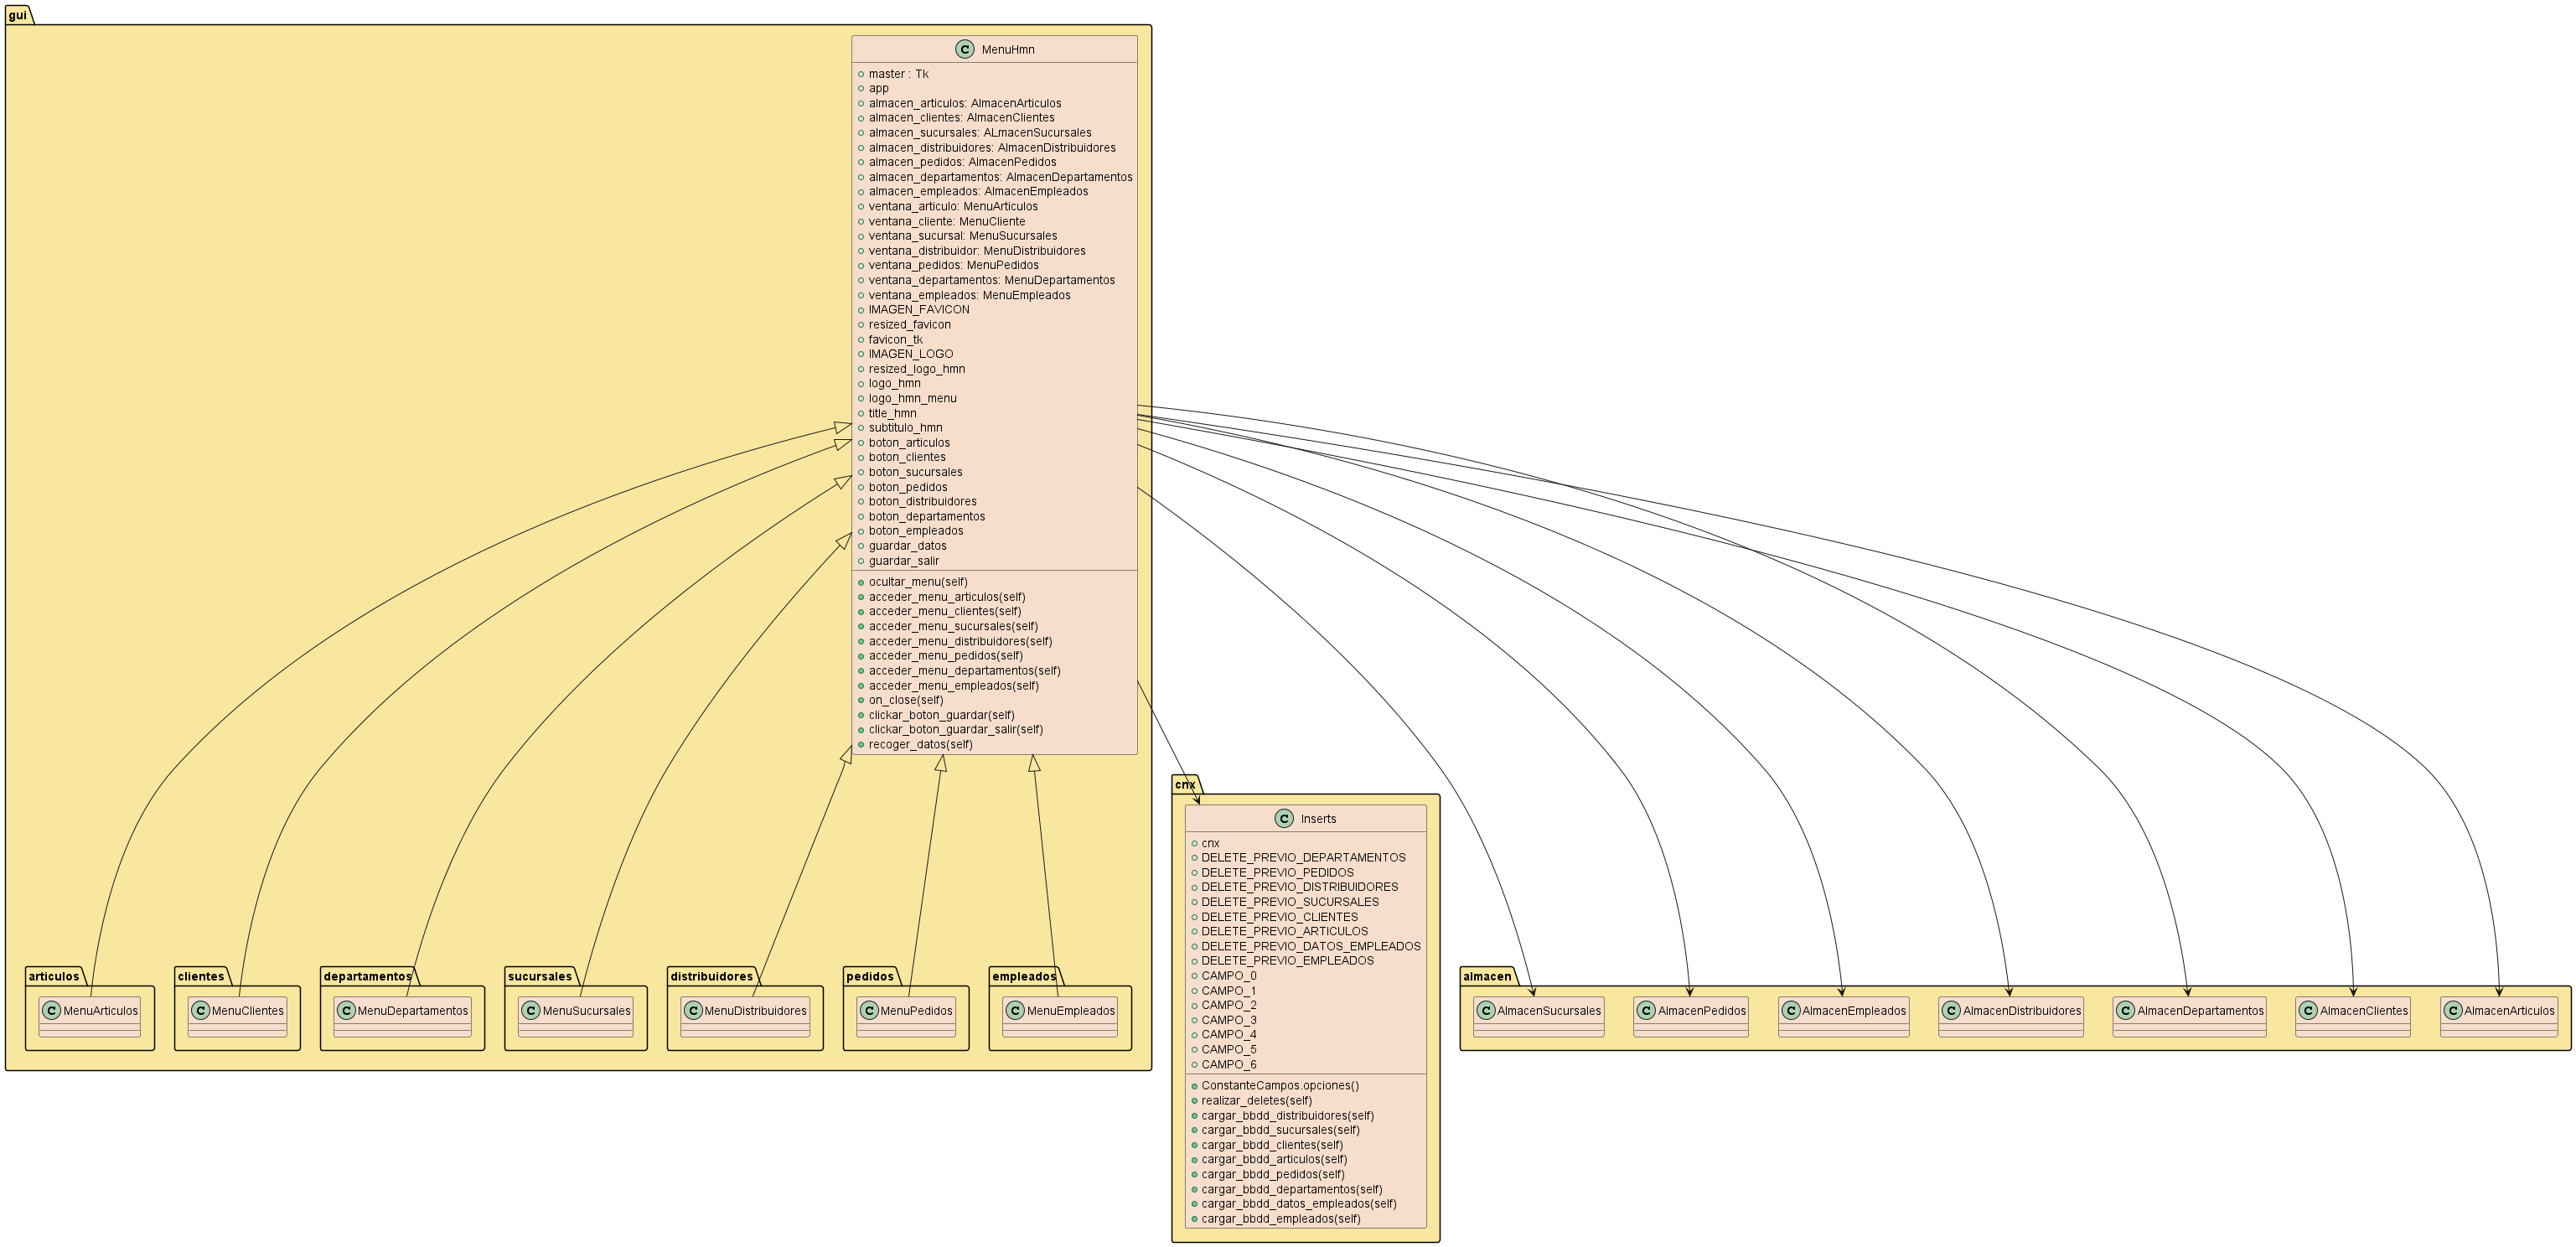 gui
C MenuHmn
master : Tk
app
almacen_articulos: AlmacenArticulos
almacen_clientes: AlmacenClientes
almacen_sucursales: ALmacenSucursales
almacen_distribuidores: AlmacenDistribuidores
almacen_pedidos: AlmacenPedidos
almacen_departamentos: AlmacenDepartamentos
almacen_empleados: AlmacenEmpleados
ventana_articulo: MenuArticulos
ventana_cliente: MenuCliente
ventana_sucursal: MenuSucursales
ventana_distribuidor: MenuDistribuidores
ventana_pedidos: MenuPedidos
ventana_departamentos: MenuDepartamentos
ventana_empleados: MenuEmpleados
IMAGEN_FAVICON
resized_favicon
favicon_tk
IMAGEN_LOGO
resized_logo_hmn
logo_hmn
logo_hmn_menu
title_hmn
subtitulo_hmn
boton_articulos
boton_clientes
boton_sucursales
boton_pedidos
boton_distribuidores
boton_departamentos
boton_empleados
guardar_datos
guardar_salir
ocultar_menu(self)
acceder_menu_articulos(self)
acceder_menu_clientes(self)
acceder_menu_sucursales(self)
acceder_menu_distribuidores(self)
acceder_menu_pedidos(self)
acceder_menu_departamentos(self)
acceder_menu_empleados(self)
on_close(self)
clickar_boton_guardar(self)
clickar_boton_guardar_salir(self)
recoger_datos(self)
articulos
C MenuArticulos
clientes
C MenuClientes
departamentos
C MenuDepartamentos
sucursales
C MenuSucursales
distribuidores
C MenuDistribuidores
pedidos
C MenuPedidos
empleados
C MenuEmpleados
cnx
C Inserts
cnx
DELETE_PREVIO_DEPARTAMENTOS
DELETE_PREVIO_PEDIDOS
DELETE_PREVIO_DISTRIBUIDORES
DELETE_PREVIO_SUCURSALES
DELETE_PREVIO_CLIENTES
DELETE_PREVIO_ARTICULOS
DELETE_PREVIO_DATOS_EMPLEADOS
DELETE_PREVIO_EMPLEADOS
CAMPO_0
CAMPO_1
CAMPO_2
CAMPO_3
CAMPO_4
CAMPO_5
CAMPO_6
ConstanteCampos.opciones()
realizar_deletes(self)
cargar_bbdd_distribuidores(self)
cargar_bbdd_sucursales(self)
cargar_bbdd_clientes(self)
cargar_bbdd_articulos(self)
cargar_bbdd_pedidos(self)
cargar_bbdd_departamentos(self)
cargar_bbdd_datos_empleados(self)
cargar_bbdd_empleados(self)
almacen
C AlmacenSucursales
C AlmacenPedidos
C AlmacenEmpleados
C AlmacenDistribuidores
C AlmacenDepartamentos
C AlmacenClientes
C AlmacenArticulos